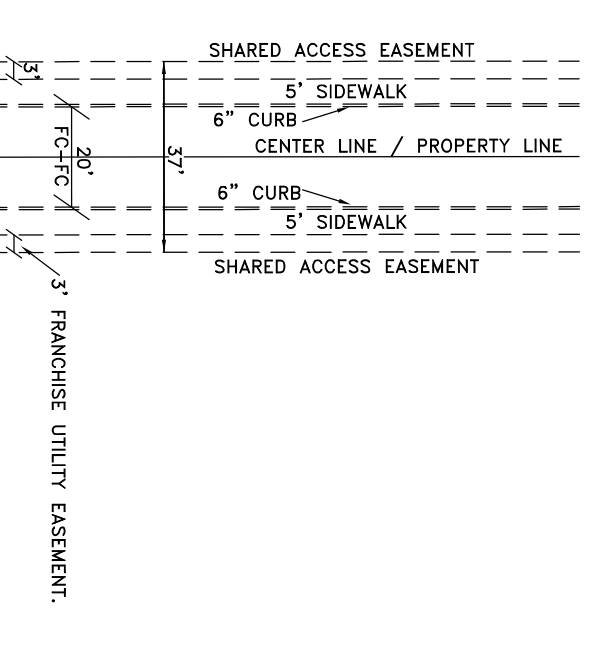 SHARED ACCESS EASEMENT
3'
5' SIDEWALK
6" CURB
CENTER LINE / PROPERTY LINE
20'
FC-FC
37'
6" CURB
5' SIDEWALK
SHARED ACCESS EASEMENT
3' FRANCHISE UTILITY EASEMENT.